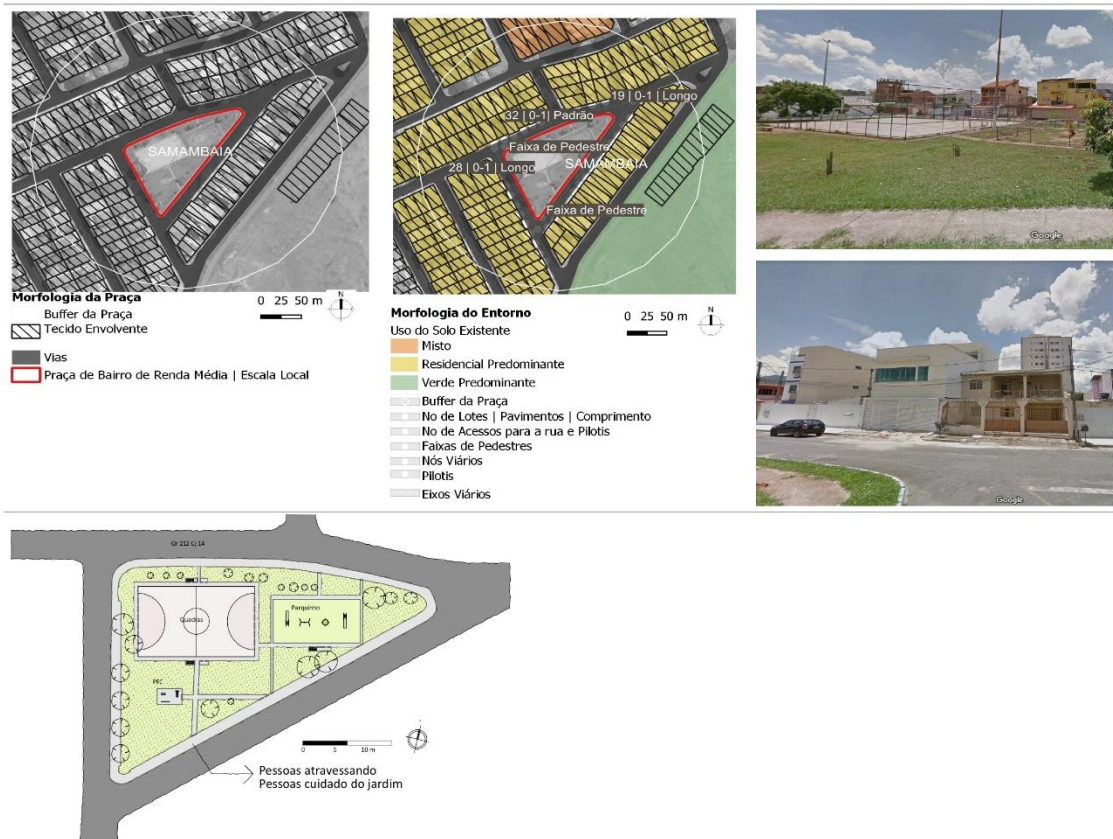 SAMAMBAIA
Morfologia da Praça
0 25 50 m
N
Buffer da Praça
Tecido Envolvente
Vias
Praça de Bairro de Renda Média | Escala Local
19 | 0-1 | Longo
32 | 0-1| Padrão
Faixa de Pedestre
SAMAMBAIA
28 | 0-1 | Longo
Faixa de Pedestre
Morfologia do Entorno
0 25 50 m
N
Uso do Solo Existente
Misto
Residencial Predominante
Verde Predominante
Buffer da Praça
No de Lotes | Pavimentos | Comprimento
No de Acessos para a rua e Pilotis
Faixas de Pedestres
Nós Viários
Pilotis
Eixos Viários
Google
Google
Qr 212 Cj 14
Quadras
Parquinho
PEC
0 5 10 m
Pessoas atravessando
Pessoas cuidado do jardim